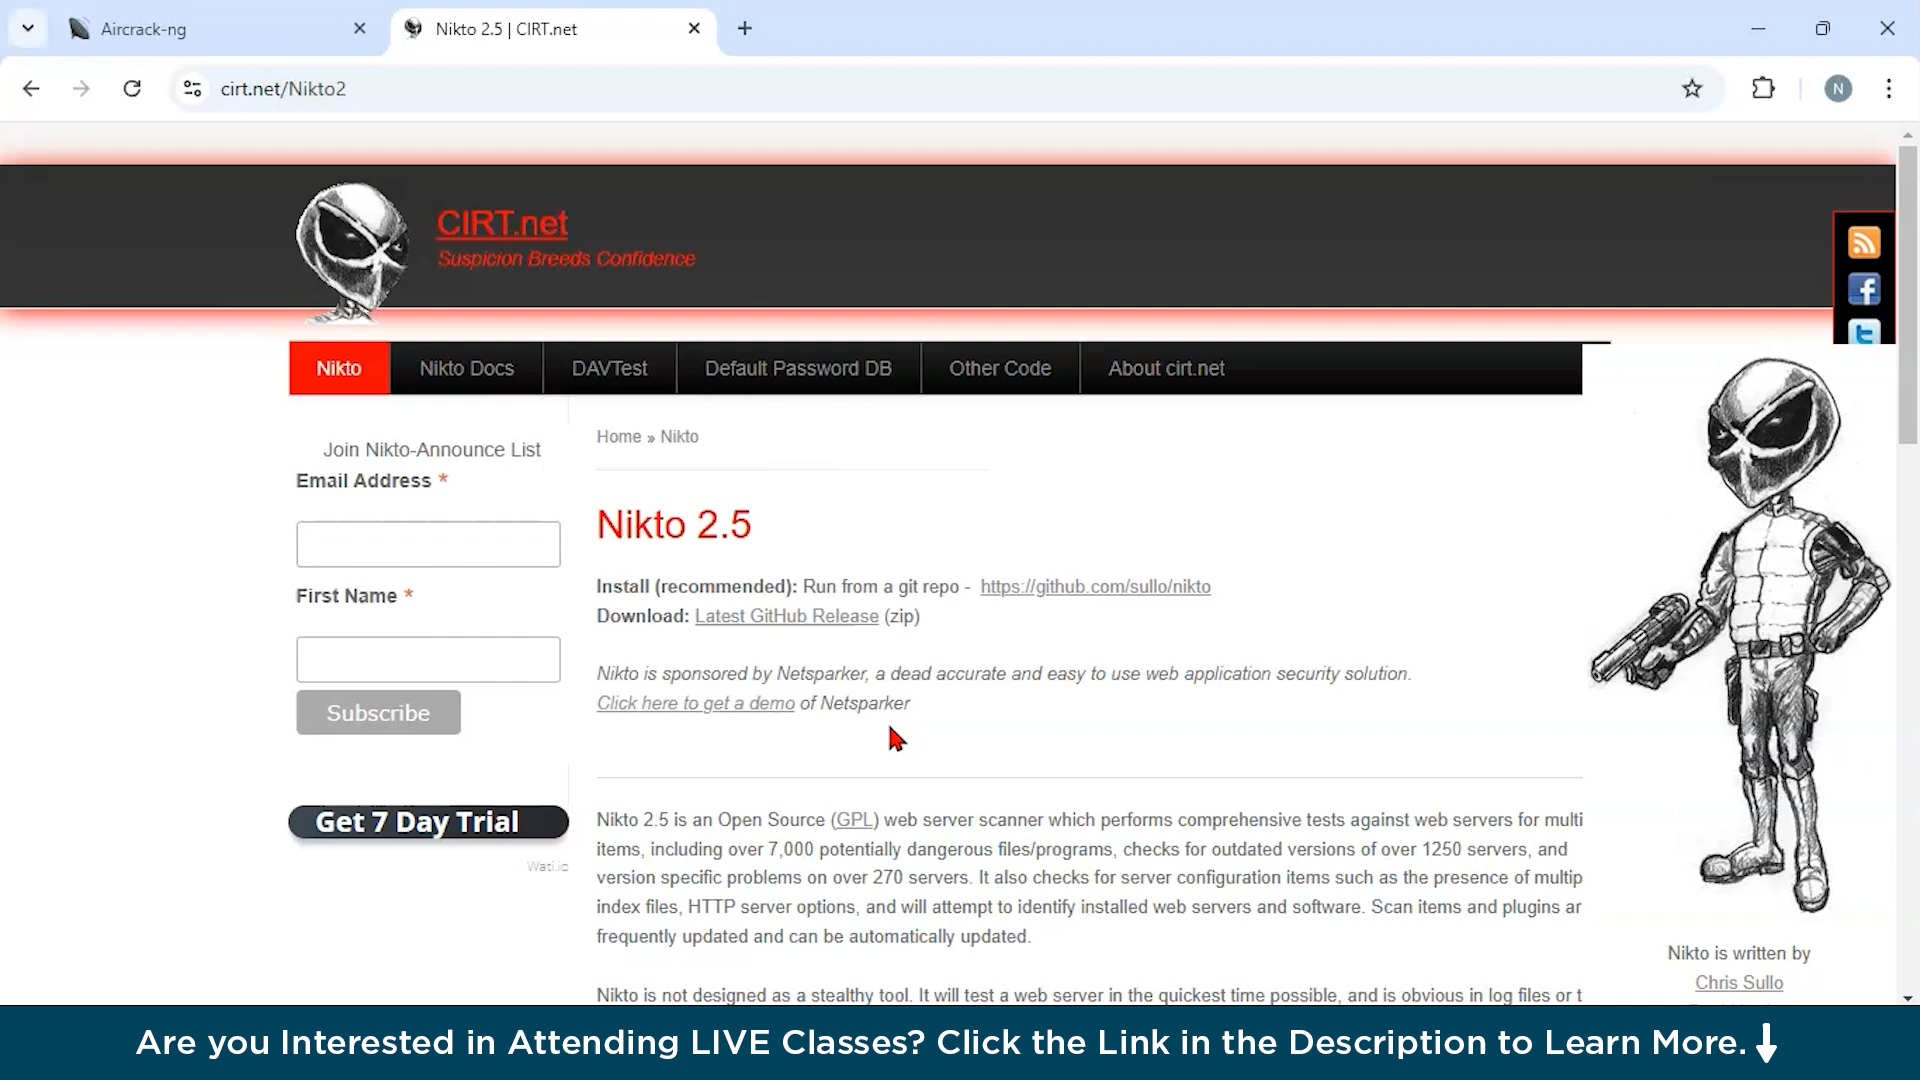 Aircrack-ng
Nikto 2.5 | CIRT.net
cirt.net/Nikto2
N
CIRT.net
Suspicion Breeds Confidence
Nikto
Nikto Docs
DAVTest
Default Password DB
Other Code
About cirt.net
Join Nikto-Announce List
Email Address *
First Name *
Subscribe
Get 7 Day Trial
Wati.io
Home » Nikto
Nikto 2.5
Install (recommended): Run from a git repo - https://github.com/sullo/nikto
Download: Latest GitHub Release (zip)
Nikto is sponsored by Netsparker, a dead accurate and easy to use web application security solution.
Click here to get a demo of Netsparker
Nikto 2.5 is an Open Source (GPL) web server scanner which performs comprehensive tests against web servers for multi
items, including over 7,000 potentially dangerous files/programs, checks for outdated versions of over 1250 servers, and
version specific problems on over 270 servers. It also checks for server configuration items such as the presence of multip
index files, HTTP server options, and will attempt to identify installed web servers and software. Scan items and plugins ar
frequently updated and can be automatically updated.
Nikto is not designed as a stealthy tool. It will test a web server in the quickest time possible, and is obvious in log files or t
Nikto is written by
Chris Sullo
Are you Interested in Attending LIVE Classes? Click the Link in the Description to Learn More.